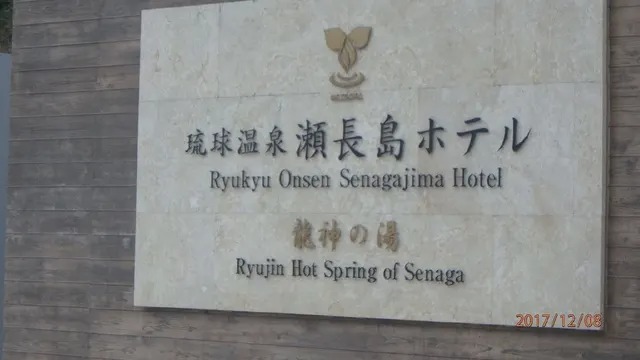 琉球温泉 瀬長島ホテル
Ryukyu Onsen Senagajima Hotel
龍神の湯
Ryujin Hot Spring of Senaga
2017/12/08